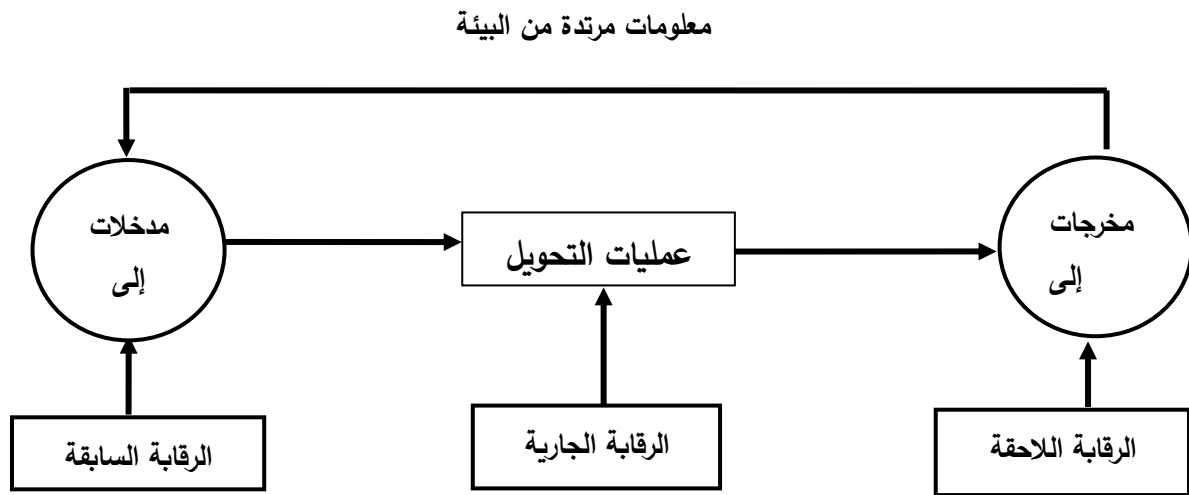 معلومات مرتدة من البيئة
مخرجات
إلى
عمليات التحويل
مدخلات
إلى
الرقابة اللاحقة
الرقابة الجارية
الرقابة السابقة